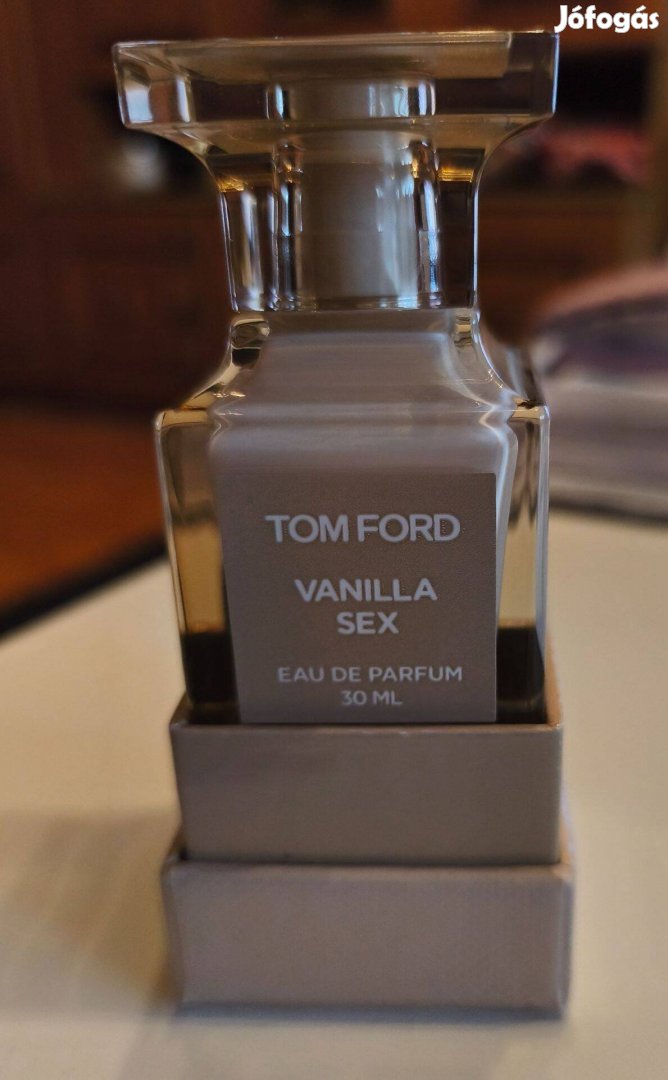 Jófogás
TOM FORD
VANILLA
SEX
EAU DE PARFUM
30 ML